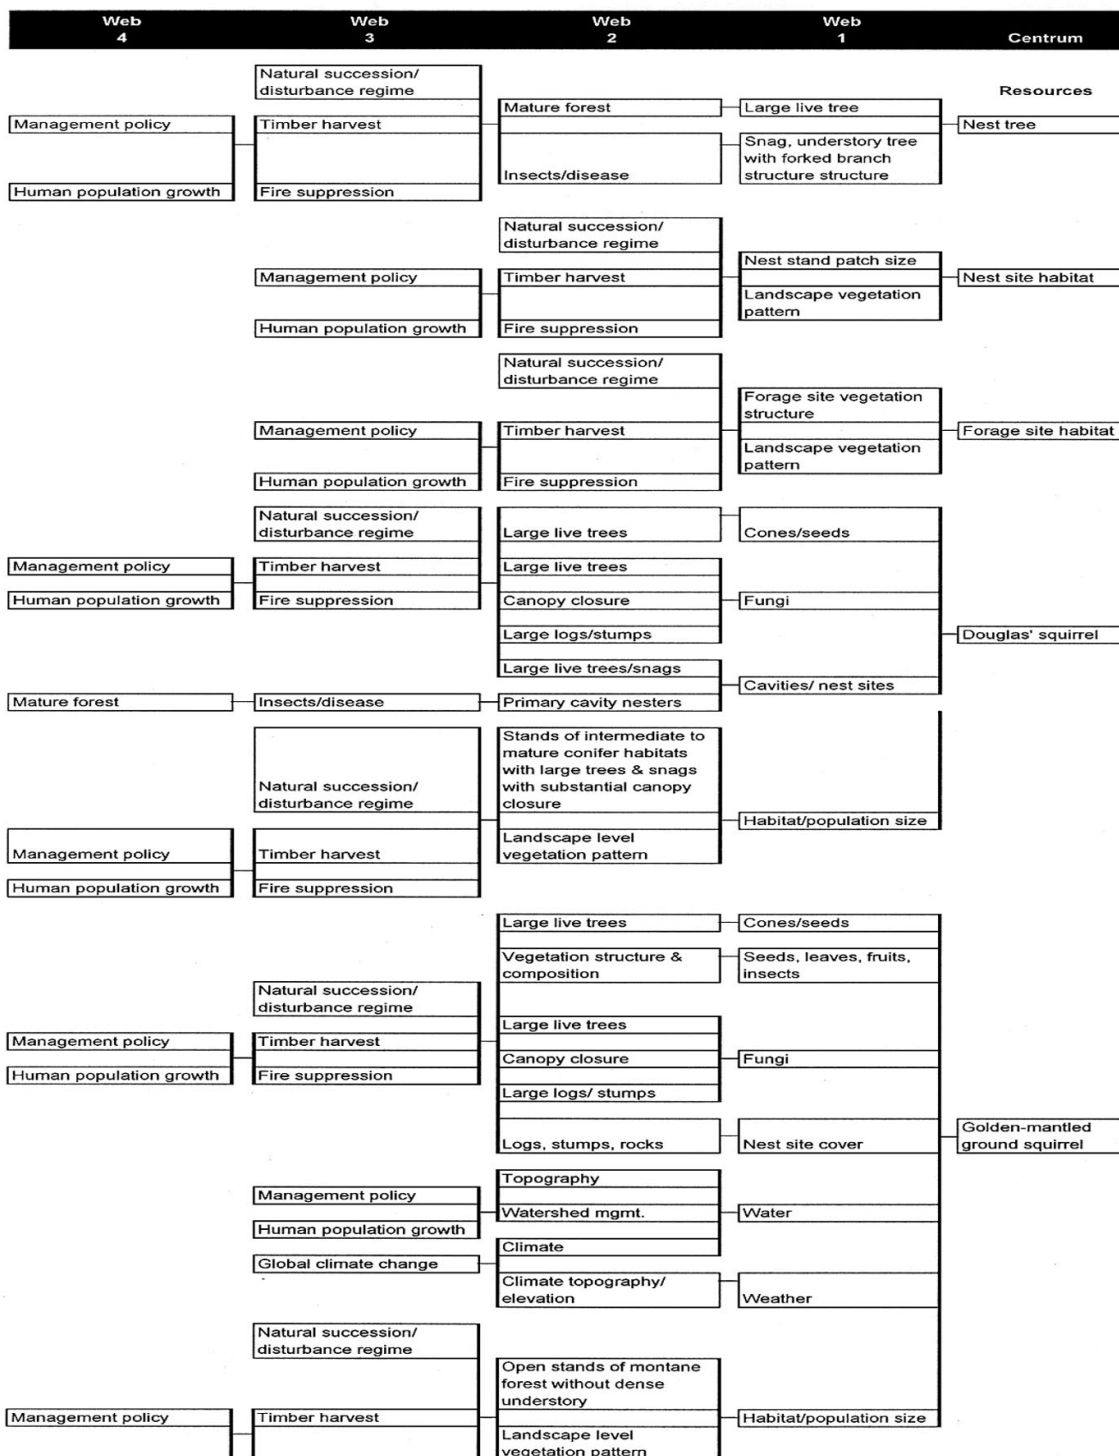 Web Web Web Web
4 3 2 1 Centrum
Natural succession/
disturbance regime
Resources
Mature forest Large live tree
Management policy Timber harvest Nest tree
Snag, understory tree
with forked branch
Insects/disease structure structure
Human population growth Fire suppression
Natural succession/
disturbance regime
Nest stand patch size
Management policy Timber harvest Nest site habitat
Landscape vegetation
pattern
Human population growth Fire suppression
Natural succession/
disturbance regime
Forage site vegetation
structure
Management policy Timber harvest Forage site habitat
Landscape vegetation
pattern
Human population growth Fire suppression
Natural succession/
disturbance regime Large live trees Cones/seeds
Management policy Timber harvest Large live trees
Human population growth Fire suppression Canopy closure Fungi
Large logs/stumps Douglas' squirrel
Large live trees/snags
Cavities/ nest sites
Mature forest Insects/disease Primary cavity nesters
Stands of intermediate to
mature conifer habitats
with large trees & snags
Natural succession/ with substantial canopy
disturbance regime closure
Habitat/population size
Landscape level
Management policy Timber harvest vegetation pattern
Human population growth Fire suppression
Large live trees Cones/seeds
Vegetation structure & Seeds, leaves, fruits,
composition insects
Natural succession/
disturbance regime
Large live trees
Management policy Timber harvest
Canopy closure Fungi
Human population growth Fire suppression
Large logs/ stumps
Golden-mantled
Logs, stumps, rocks Nest site cover ground squirrel
Topography
Management policy
Watershed mgmt. Water
Human population growth
Climate
Global climate change
Climate topography/
elevation Weather
Natural succession/
disturbance regime
Open stands of montane
forest without dense
understory
Management policy Timber harvest Habitat/population size
Landscape level
vegetation pattern